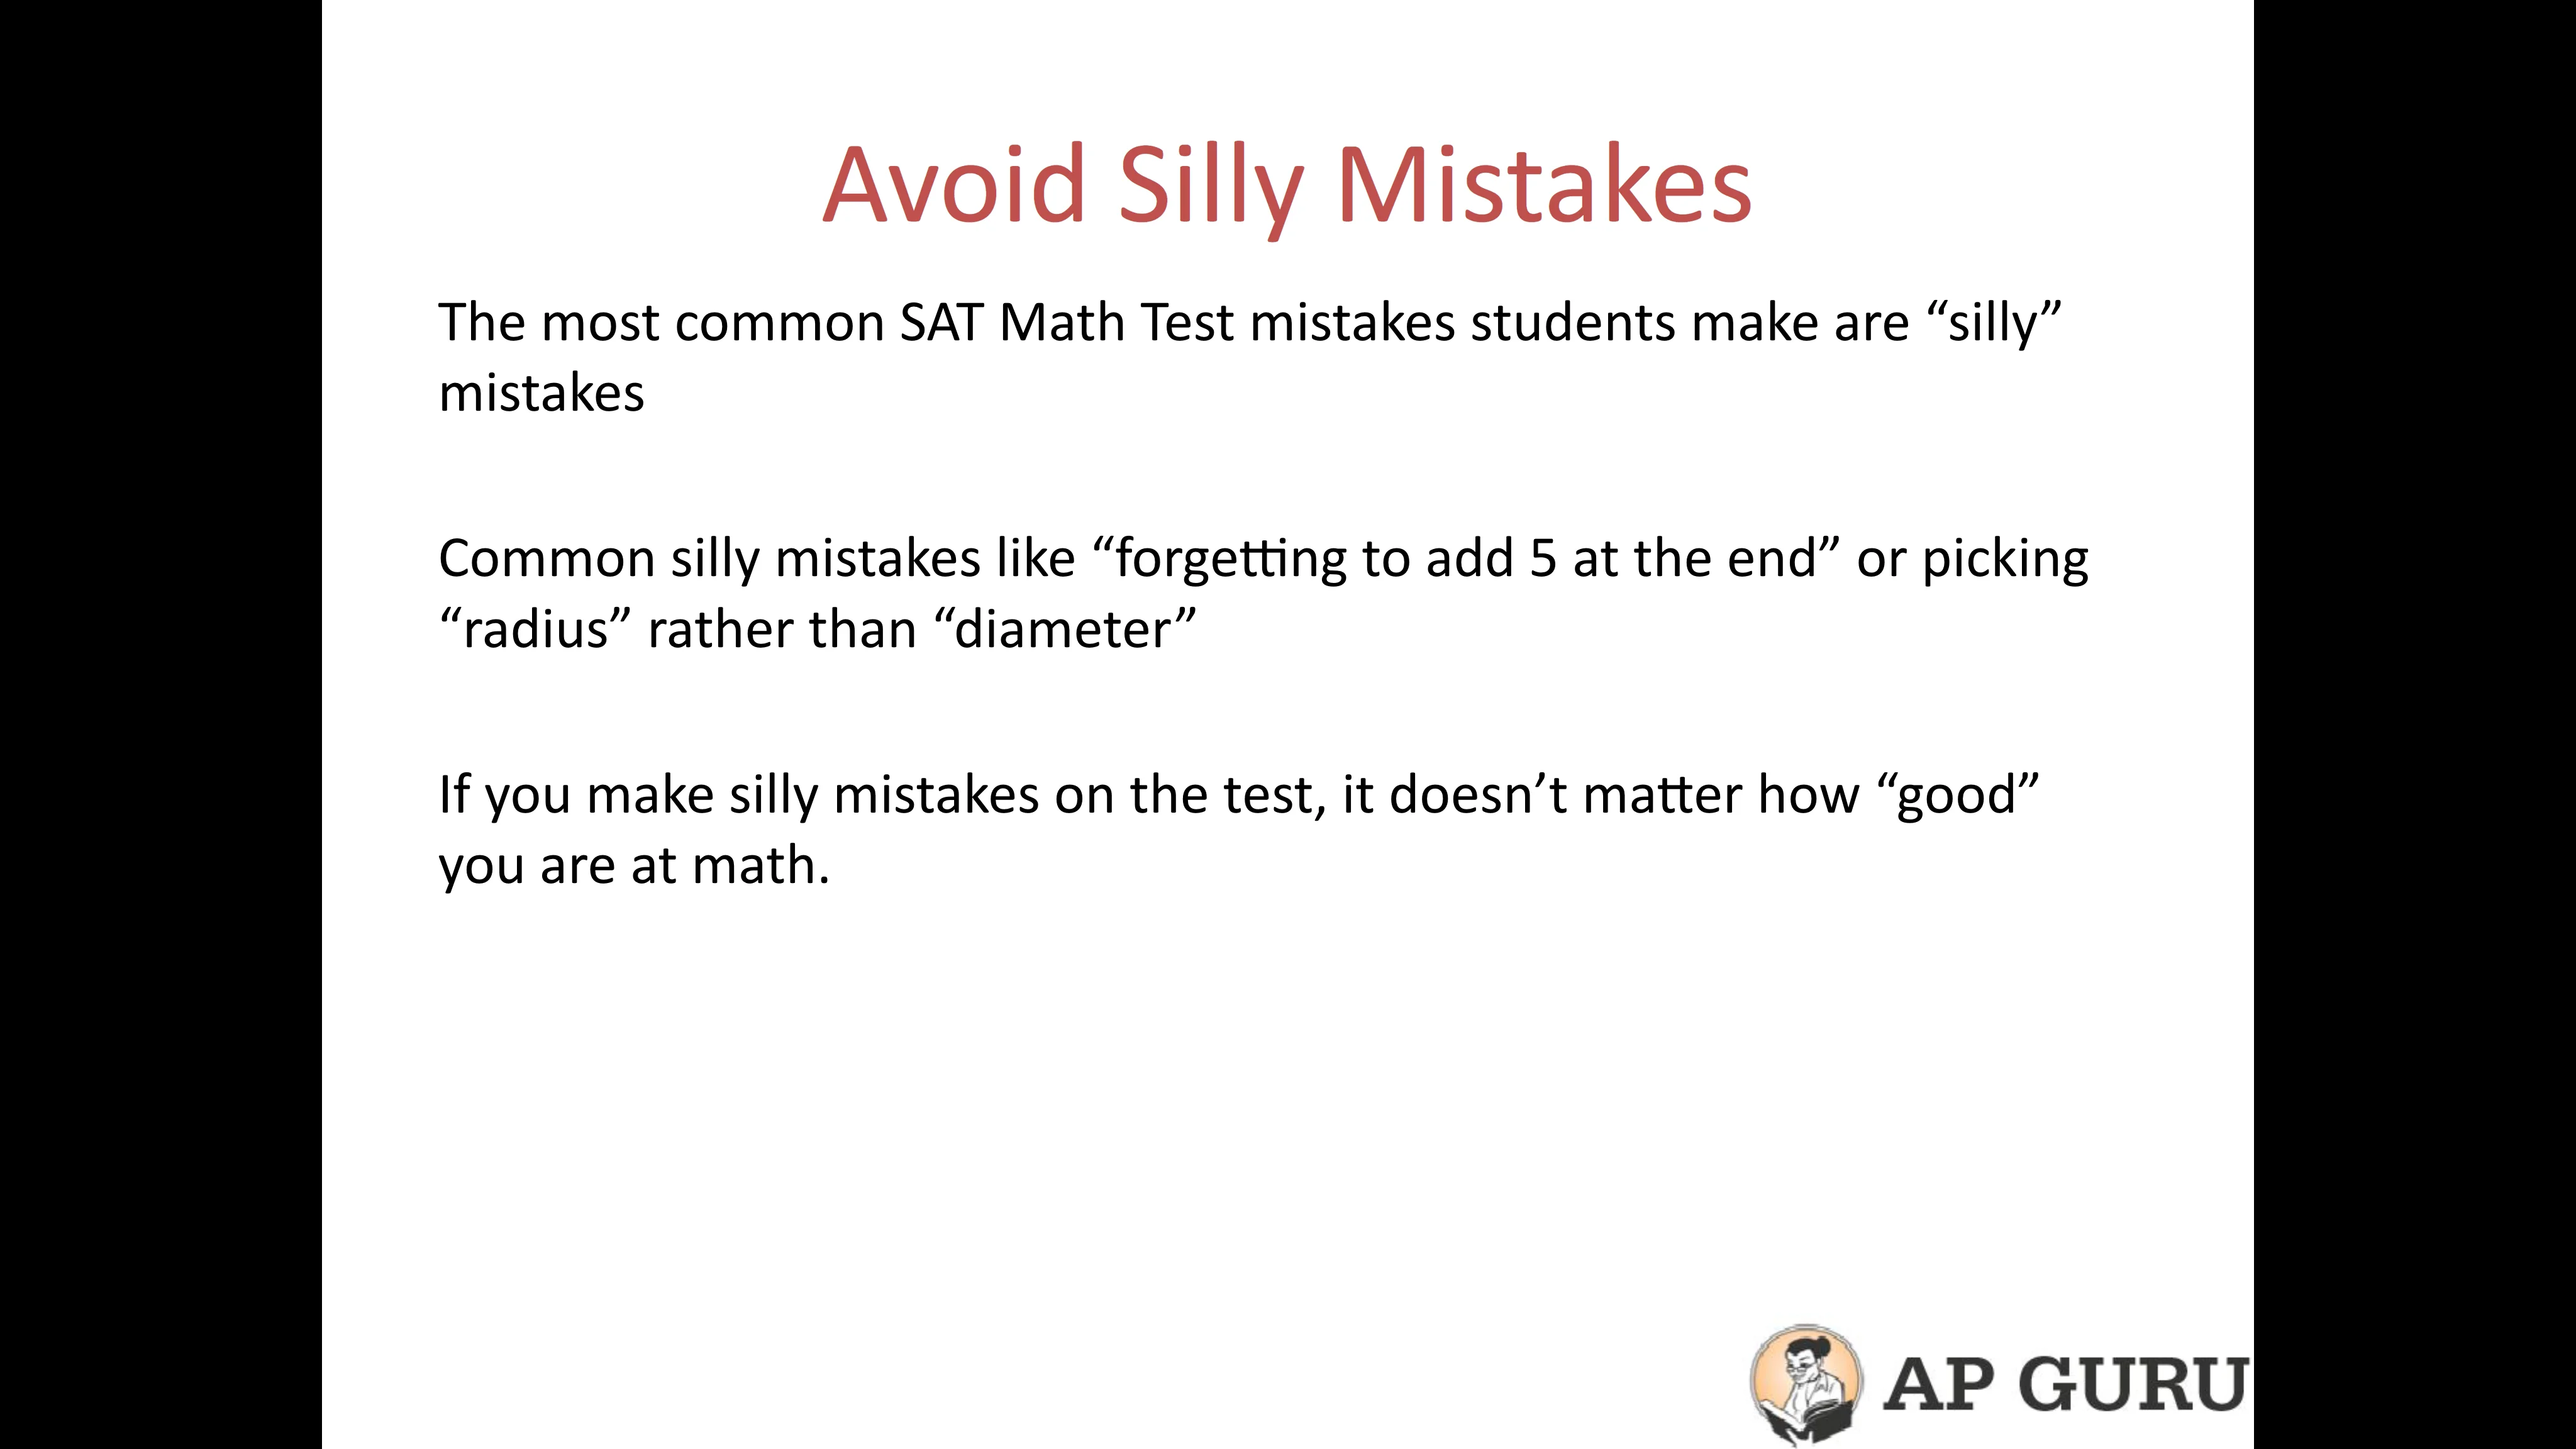 Avoid Silly Mistakes
The most common SAT Math Test mistakes students make are “silly”
mistakes
Common silly mistakes like “forgetting to add 5 at the end” or picking
“radius” rather than “diameter”
If you make silly mistakes on the test, it doesn’t matter how “good”
you are at math.
AP GURU